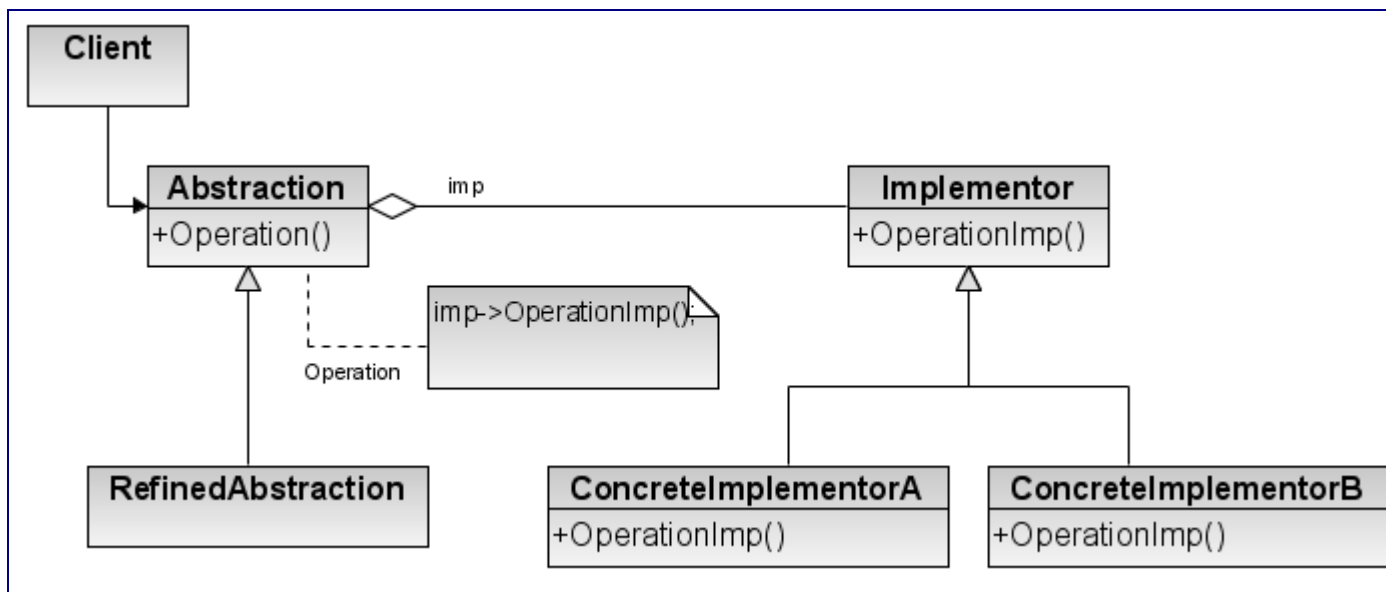 Client
Abstraction
+Operation()
imp
Implementor
+OperationImp()
imp->OperationImp();
Operation
RefinedAbstraction
ConcreteImplementorA
+OperationImp()
ConcreteImplementorB
+OperationImp()